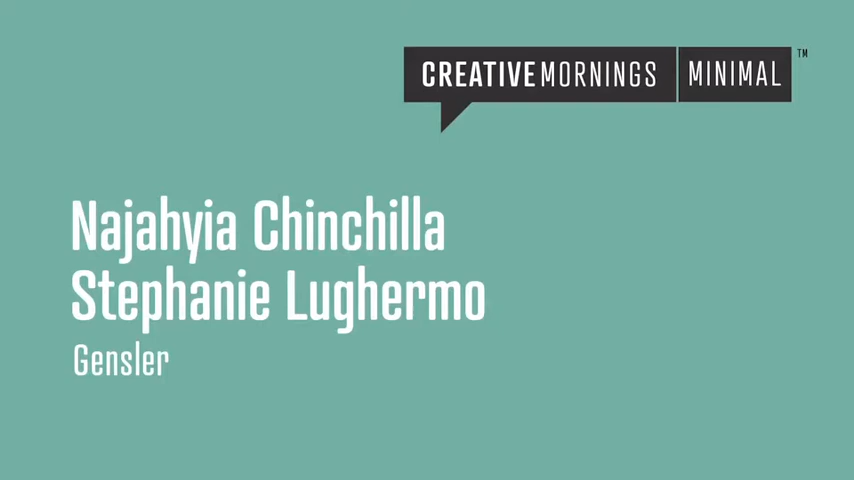 CREATIVEMORNINGS MINIMAL ™
Najahyia Chinchilla
Stephanie Lughermo
Gensler